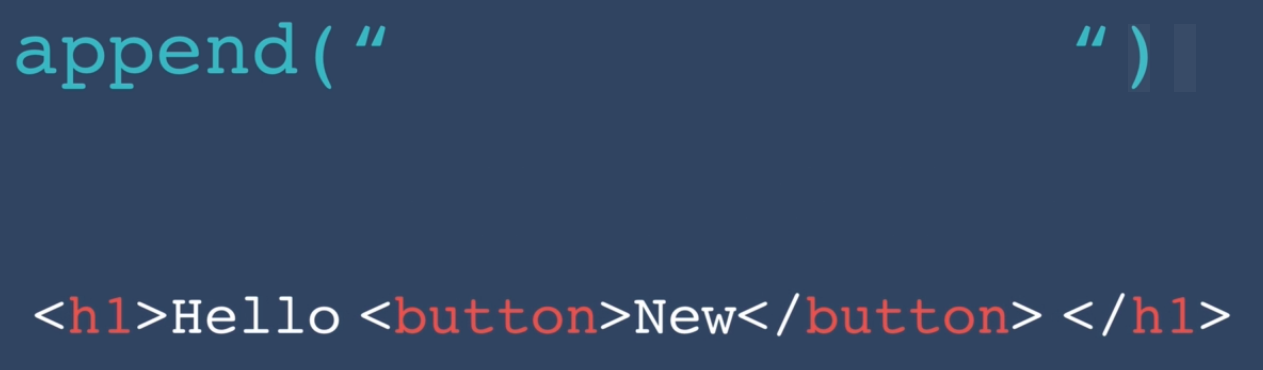 append(“ “)
<h1>Hello <button>New</button> </h1>